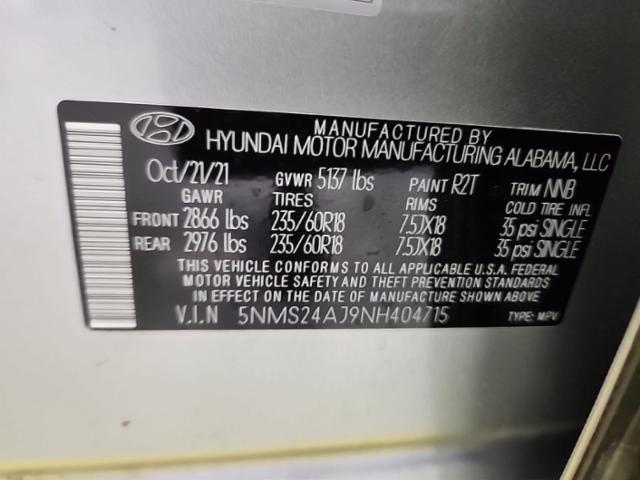 MANUFACTURED BY
HYUNDAI MOTOR MANUFACTURING ALABAMA, LLC
Oct/21/21 GVWR 5137 lbs PAINT R2T TRIM NNB
GAWR TIRES RIMS COLD TIRE INFL
FRONT 2866 lbs 235/60R18 7.5JX18 35 psi SINGLE
REAR 2976 lbs 235/60R18 7.5JX18 35 psi SINGLE
THIS VEHICLE CONFORMS TO ALL APPLICABLE U.S.A. FEDERAL
MOTOR VEHICLE SAFETY AND THEFT PREVENTION STANDARDS
IN EFFECT ON THE DATE OF MANUFACTURE SHOWN ABOVE.
V.I.N 5NMS24AJ9NH404715 TYPE: MPV